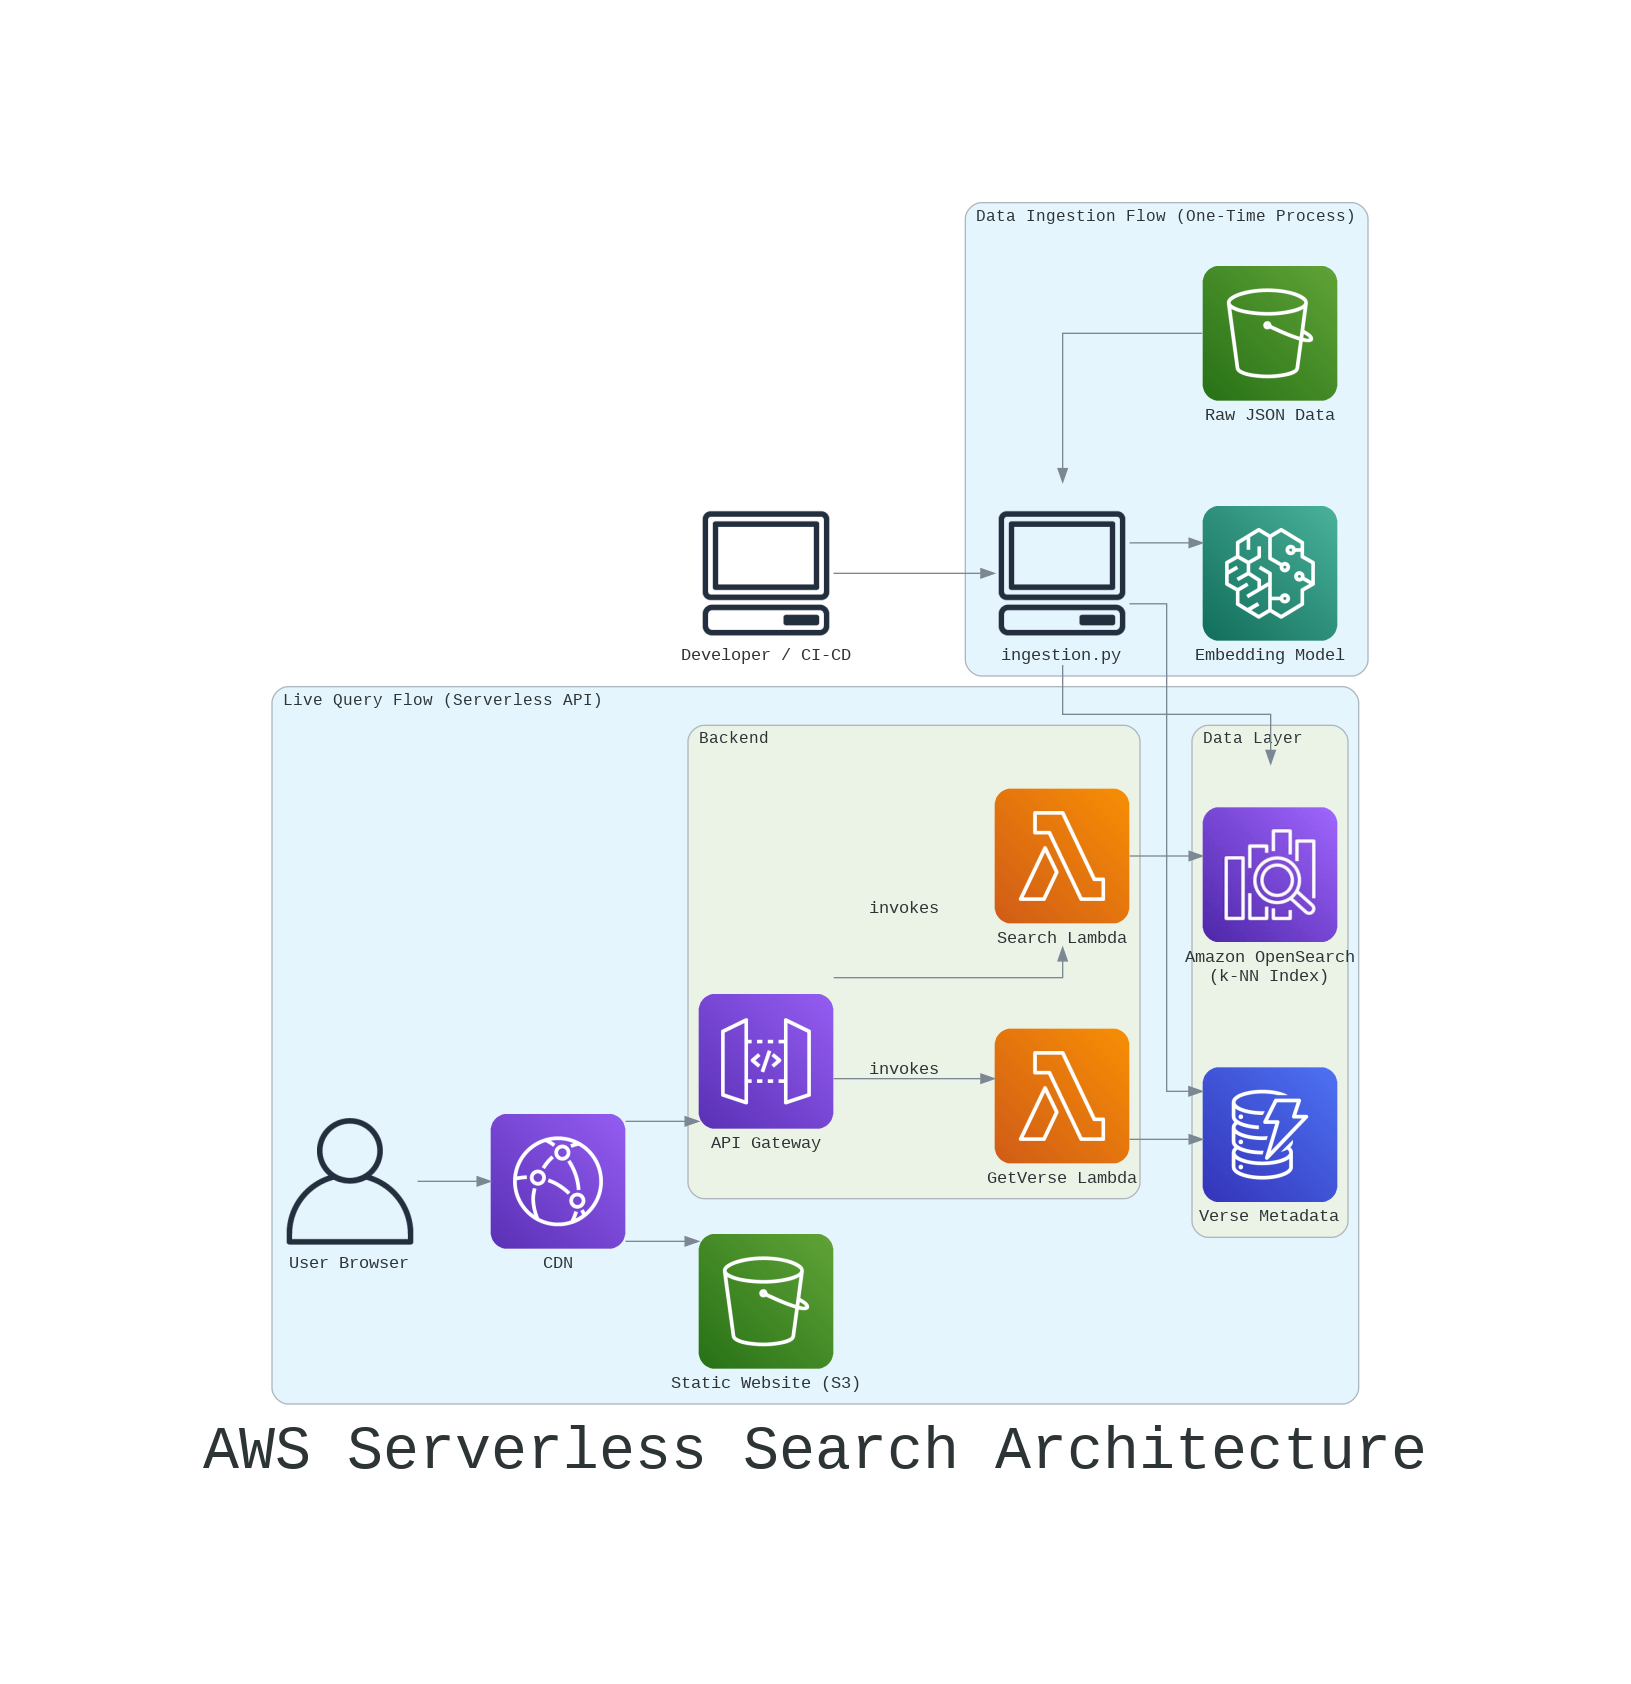 Data Ingestion Flow (One-Time Process)
Raw JSON Data
Developer / CI-CD
ingestion.py
Embedding Model
Live Query Flow (Serverless API)
Backend
Data Layer
invokes
Search Lambda
Amazon OpenSearch
(k-NN Index)
invokes
API Gateway
GetVerse Lambda
Verse Metadata
User Browser
CDN
Static Website (S3)
AWS Serverless Search Architecture